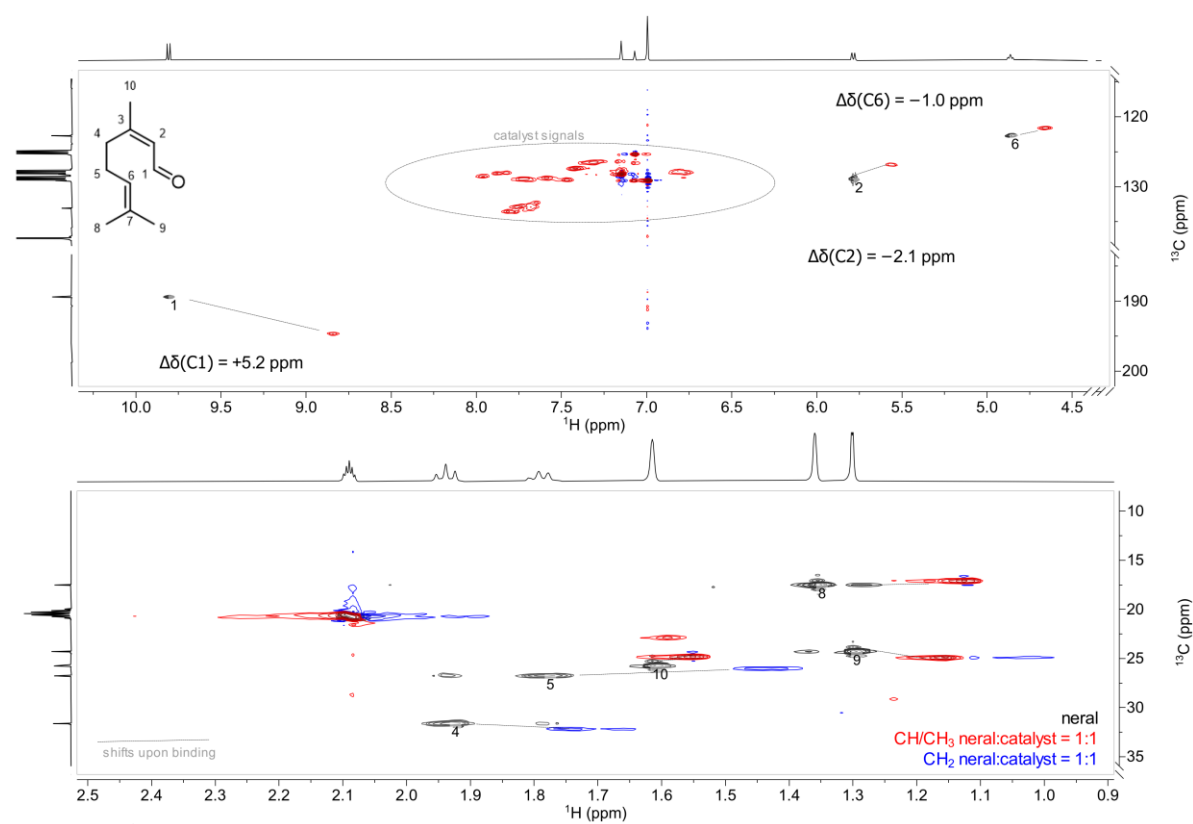 10
3
4
2
5
1
6
O
7
8
9
catalyst signals
Δδ(C6) = −1.0 ppm
6
2
Δδ(C2) = −2.1 ppm
1
Δδ(C1) = +5.2 ppm
120
130
190
200
¹³C (ppm)
10.0 9.5 9.0 8.5 8.0 7.5 7.0 6.5 6.0 5.5 5.0 4.5
¹H (ppm)
8
9
10
5
4
shifts upon binding
neral
CH/CH₃ neral:catalyst = 1:1
CH₂ neral:catalyst = 1:1
10
15
20
25
30
35
¹³C (ppm)
2.5 2.4 2.3 2.2 2.1 2.0 1.9 1.8 1.7 1.6 1.5 1.4 1.3 1.2 1.1 1.0 0.9
¹H (ppm)